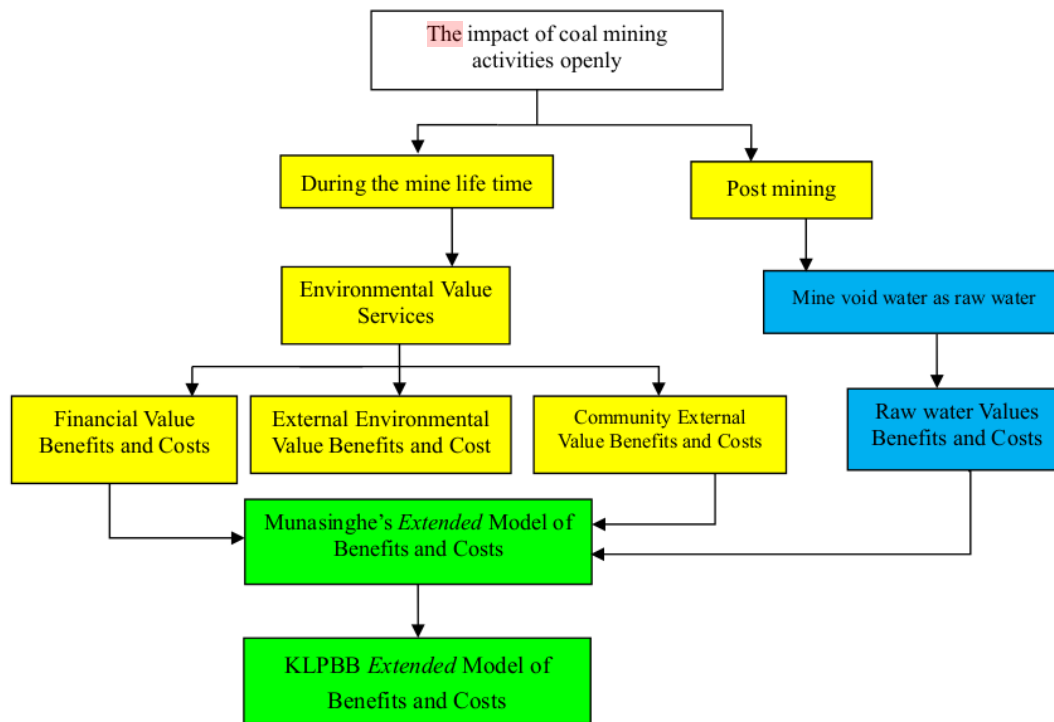 The impact of coal mining
activities openly
During the mine life time
Post mining
Environmental Value
Services
Mine void water as raw water
Financial Value
Benefits and Costs
External Environmental
Value Benefits and Cost
Community External
Value Benefits and Costs
Raw water Values
Benefits and Costs
Munasinghe's Extended Model of
Benefits and Costs
KLPBB Extended Model of
Benefits and Costs